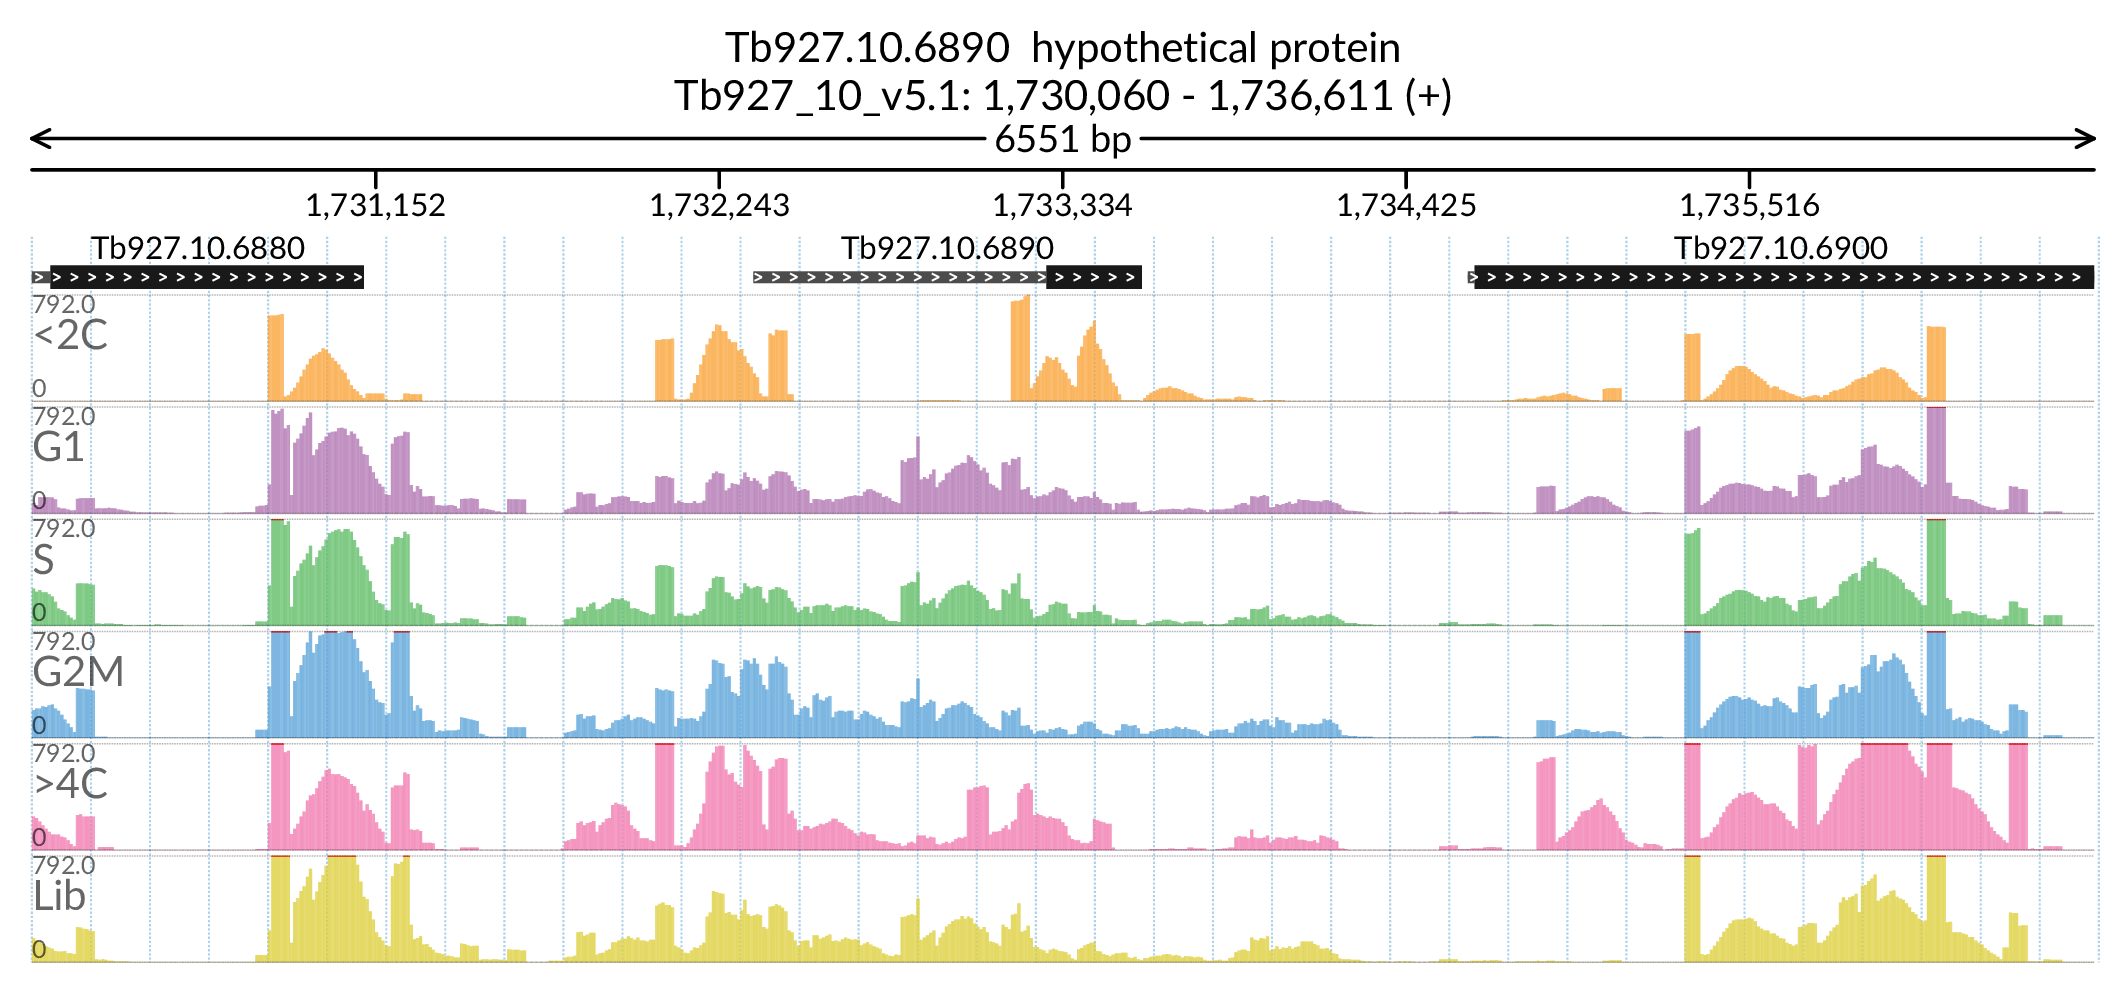 Tb927.10.6890  hypothetical protein
Tb927_10_v5.1: 1,730,060 - 1,736,611 (+)
6551 bp
1,731,152 1,732,243 1,733,334 1,734,425 1,735,516
Tb927.10.6880 Tb927.10.6890 Tb927.10.6900
792.0
<2C
0
792.0
G1
0
792.0
S
0
792.0
G2M
0
792.0
>4C
0
792.0
Lib
0